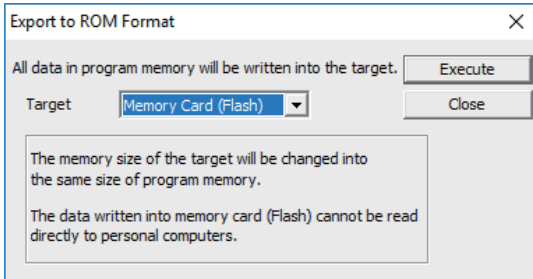 Export to ROM Format
All data in program memory will be written into the target.
Execute
Target
Memory Card (Flash)
Close
The memory size of the target will be changed into
the same size of program memory.
The data written into memory card (Flash) cannot be read
directly to personal computers.